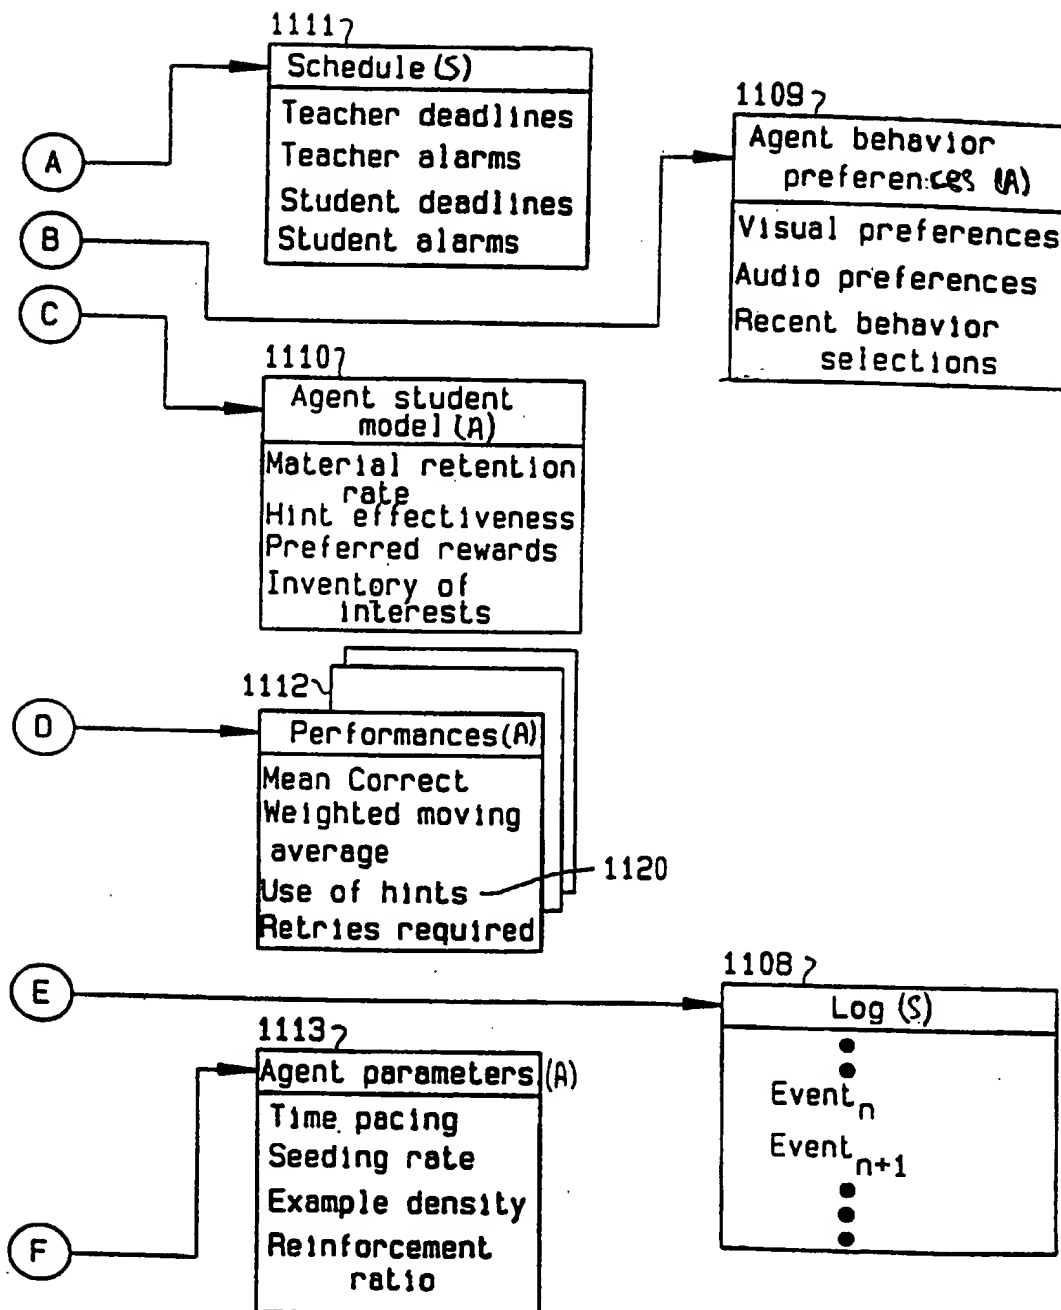 1111
Schedule (S)
Teacher deadlines
Teacher alarms
Student deadlines
Student alarms
A
B
C
1109
Agent behavior
preferences (A)
Visual preferences
Audio preferences
Recent behavior
selections
1110
Agent student
model (A)
Material retention
rate
Hint effectiveness
Preferred rewards
Inventory of
interests
1112
D
Performances (A)
Mean Correct
Weighted moving
average
Use of hints
1120
Retries required
E
1108
Log (S)
Event n
Event n+1
1113
Agent parameters (A)
Time pacing
Seeding rate
Example density
Reinforcement
ratio
F